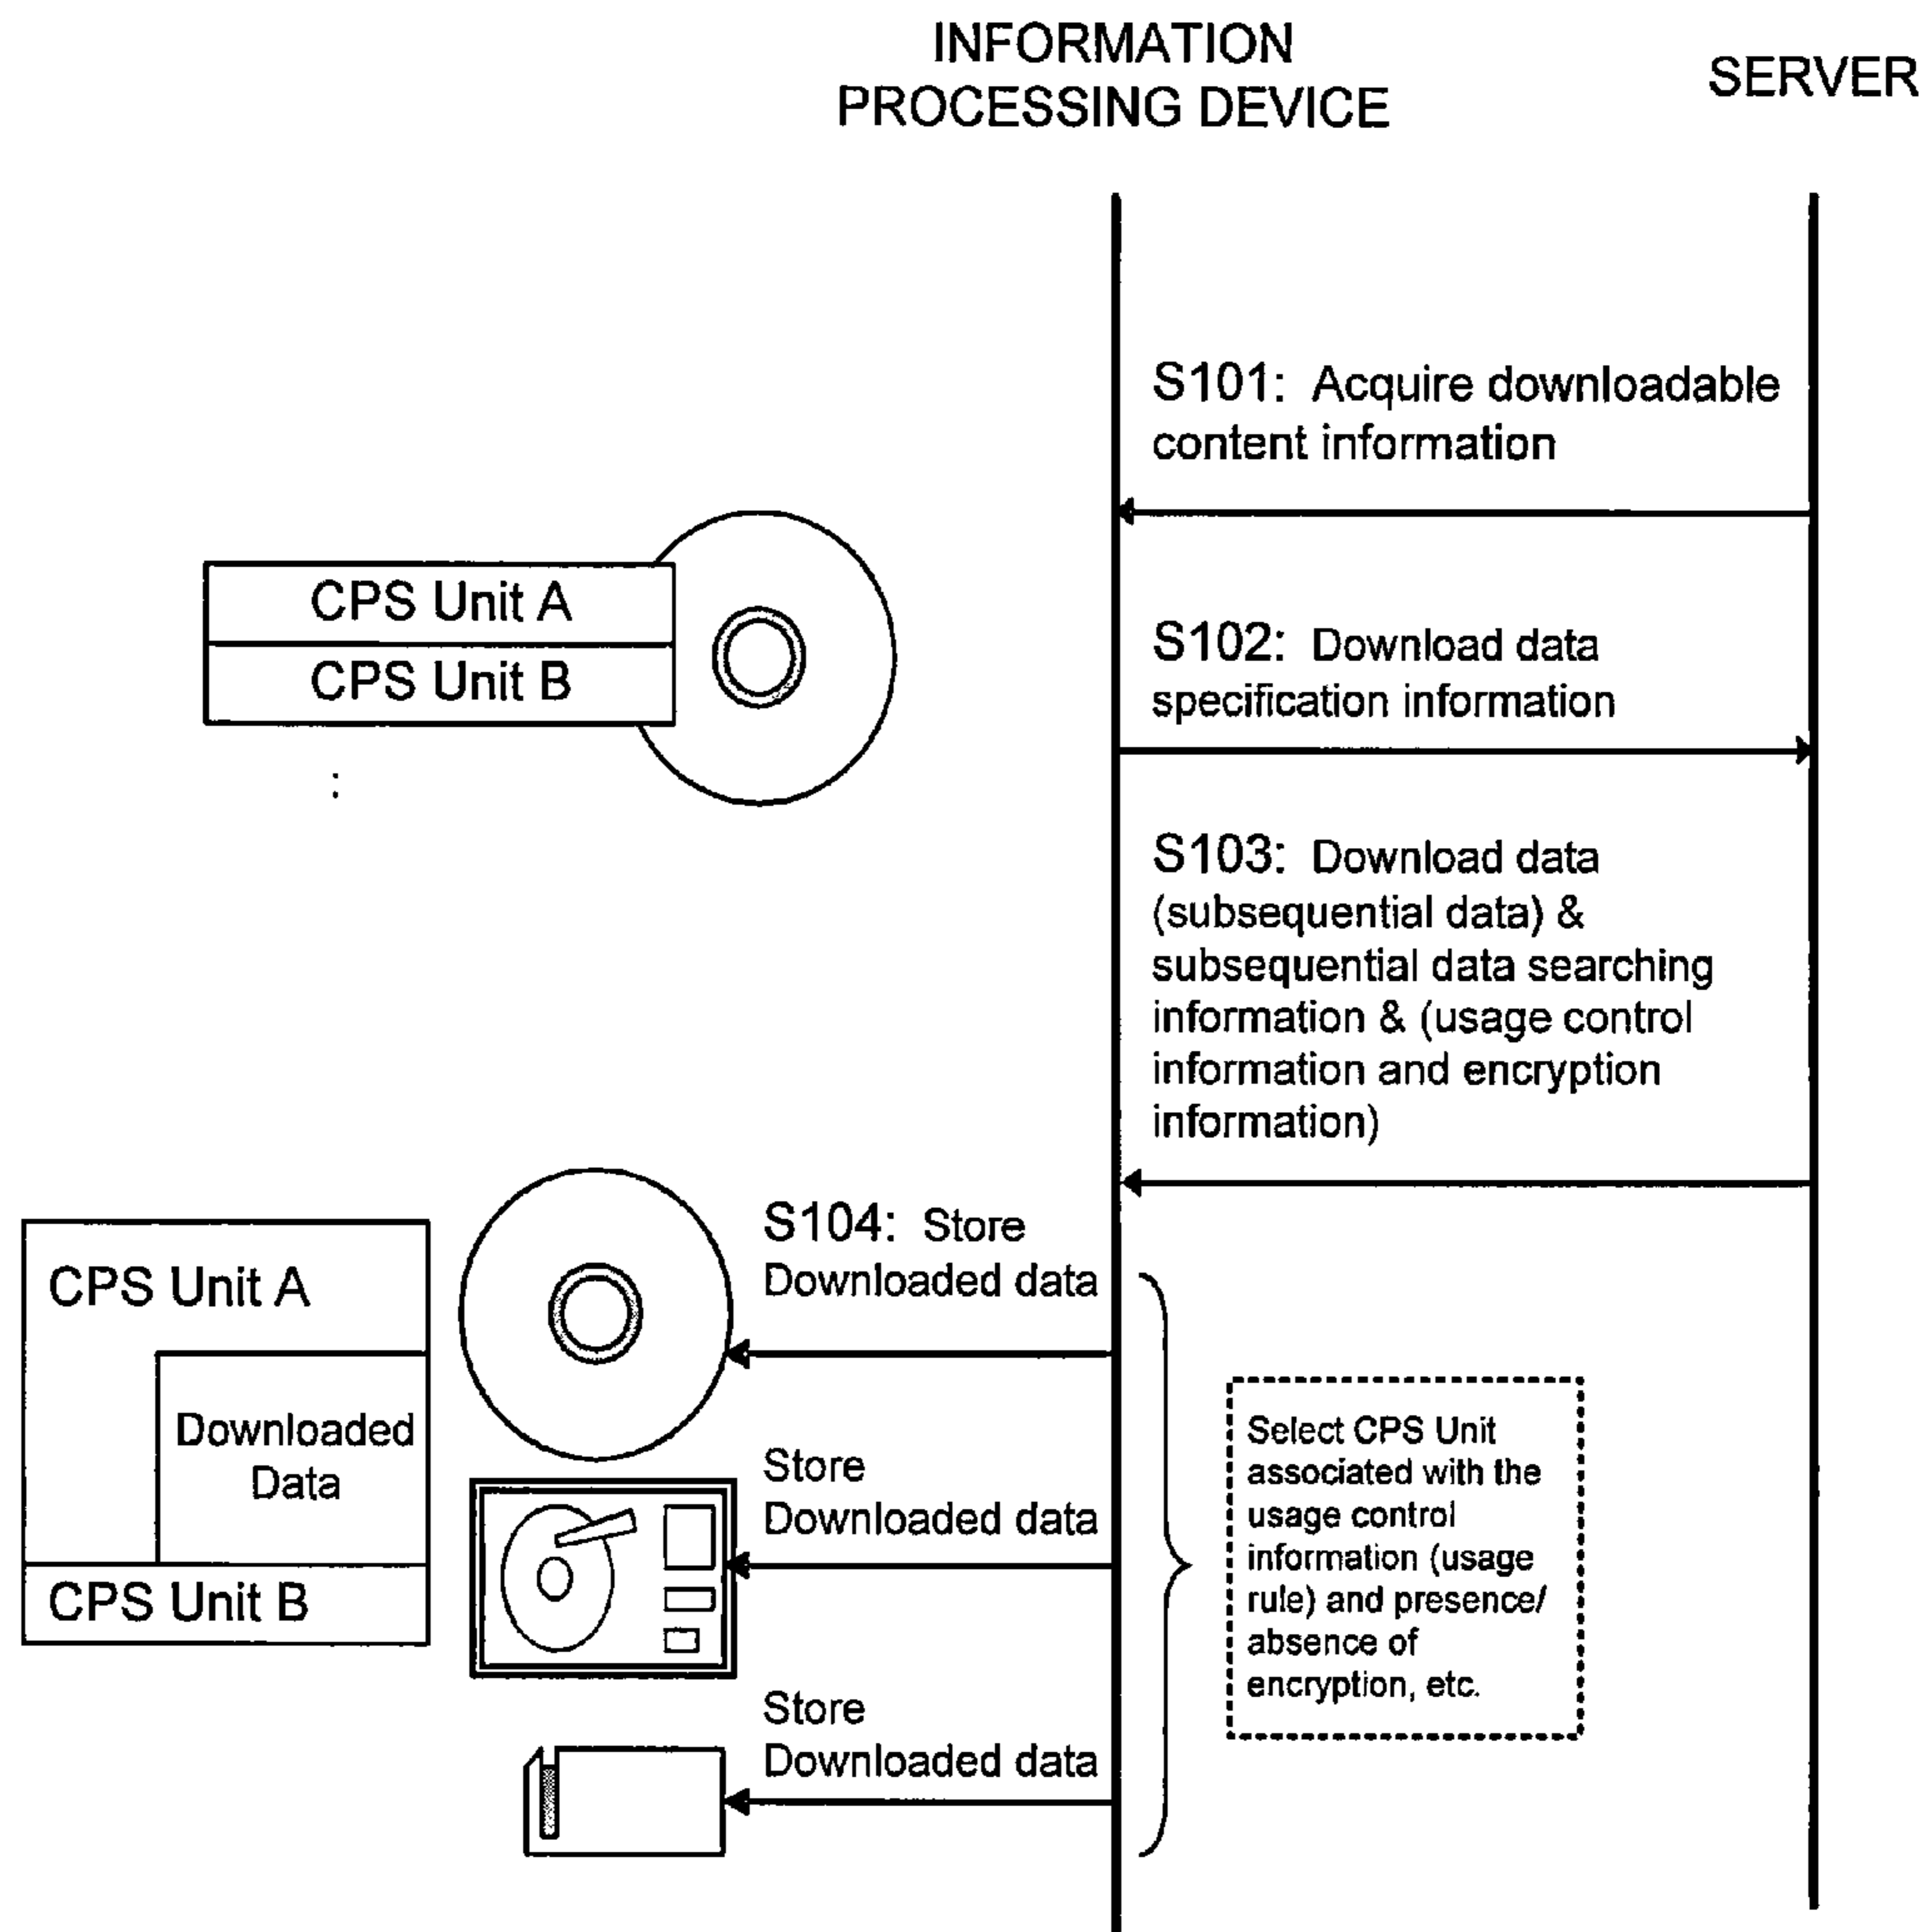 INFORMATION
PROCESSING DEVICE
SERVER
S101: Acquire downloadable
content information
CPS Unit A
CPS Unit B
:
S102: Download data
specification information
S103: Download data
(subsequential data) &
subsequential data searching
information & (usage control
information and encryption
information)
S104: Store
Downloaded data
CPS Unit A
Downloaded
Data
CPS Unit B
Store
Downloaded data
Store
Downloaded data
Select CPS Unit
associated with the
usage control
information (usage
rule) and presence/
absence of
encryption, etc.